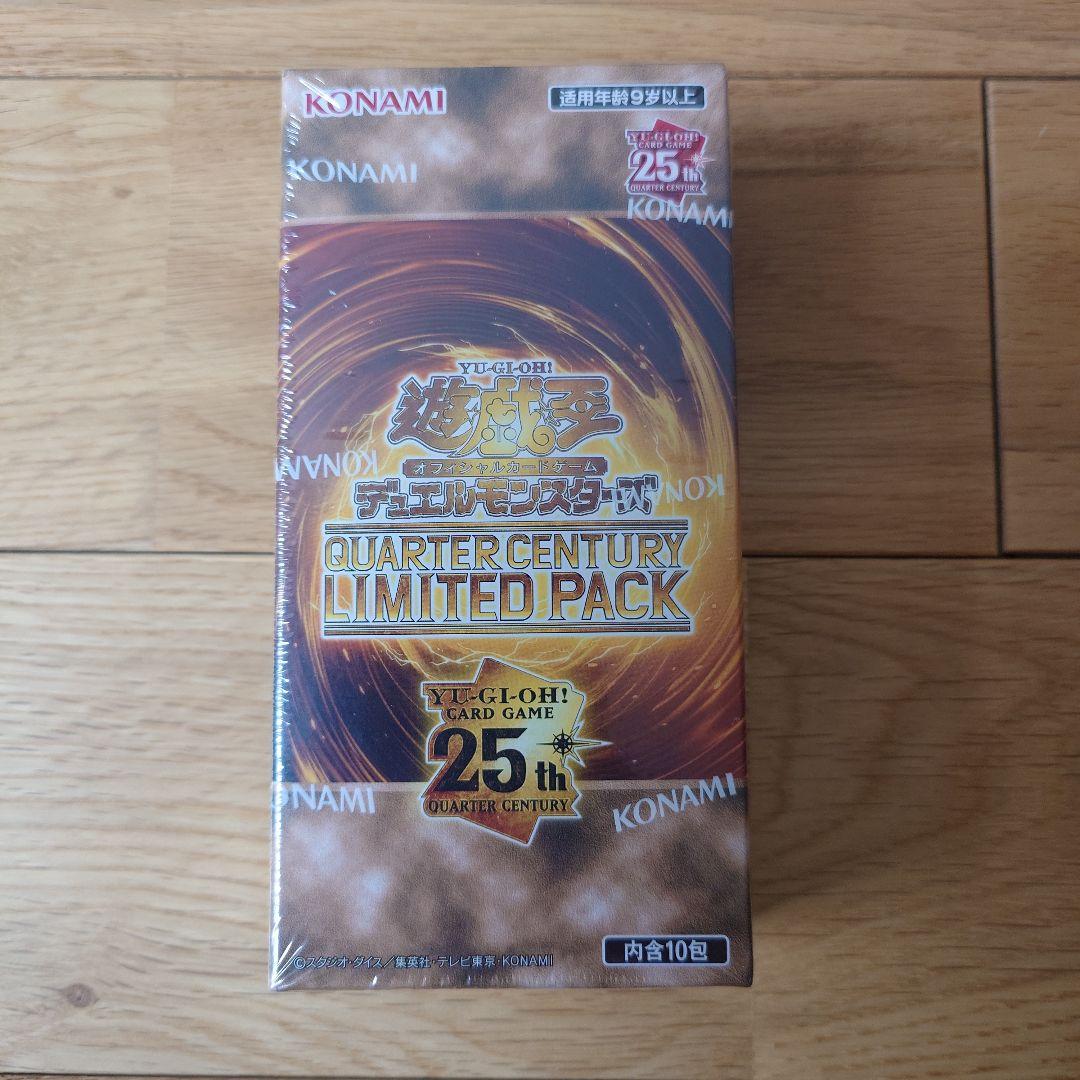 KONAMI
适用年龄9岁以上
YU-GI-OH!
CARD GAME
25th
QUARTER CENTURY
KONAMI
KONAMI
YU-GI-OH!
遊戯王
オフィシャルカードゲーム
デュエルモンスターズ
KONAMI
KONAMI
QUARTER CENTURY
LIMITED PACK
YU-GI-OH!
CARD GAME
25th
QUARTER CENTURY
KONAMI
KONAMI
内含10包
©スタジオ・ダイス/集英社・テレビ東京・KONAMI